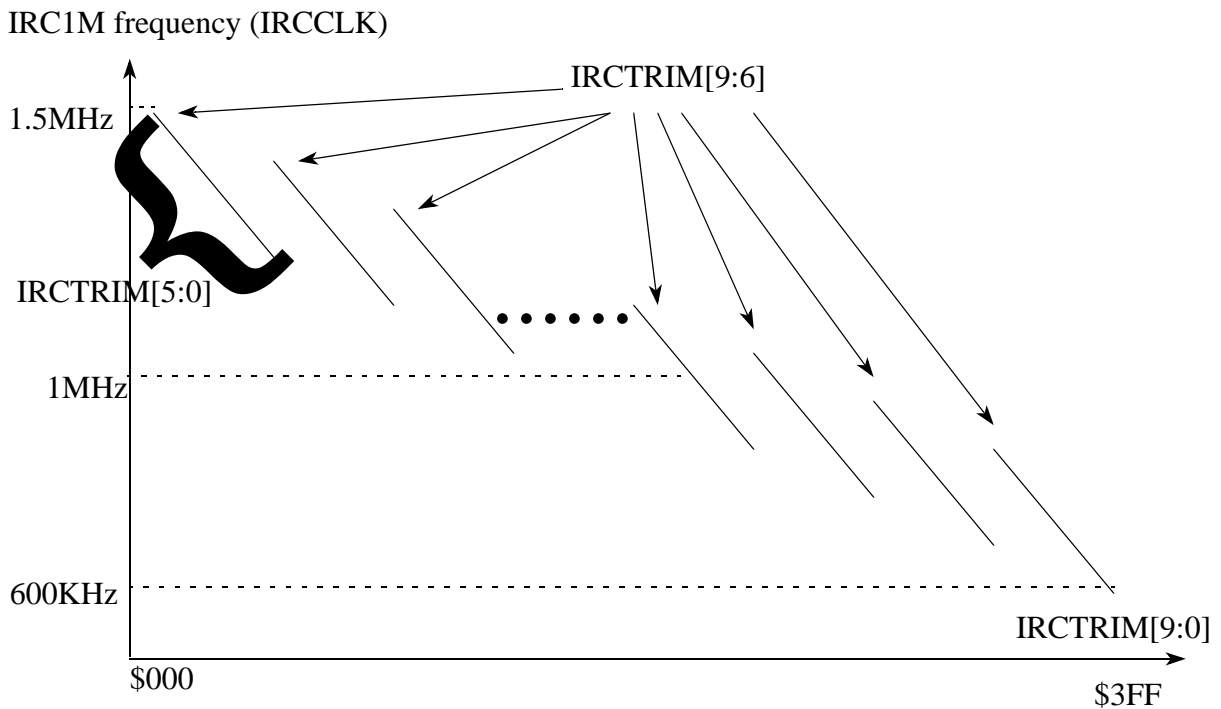 IRC1M frequency (IRCCLK)
IRCTRIM[9:6]
1.5MHz
IRCTRIM[5:0]
1MHz
600KHz
IRCTRIM[9:0]
$000
$3FF